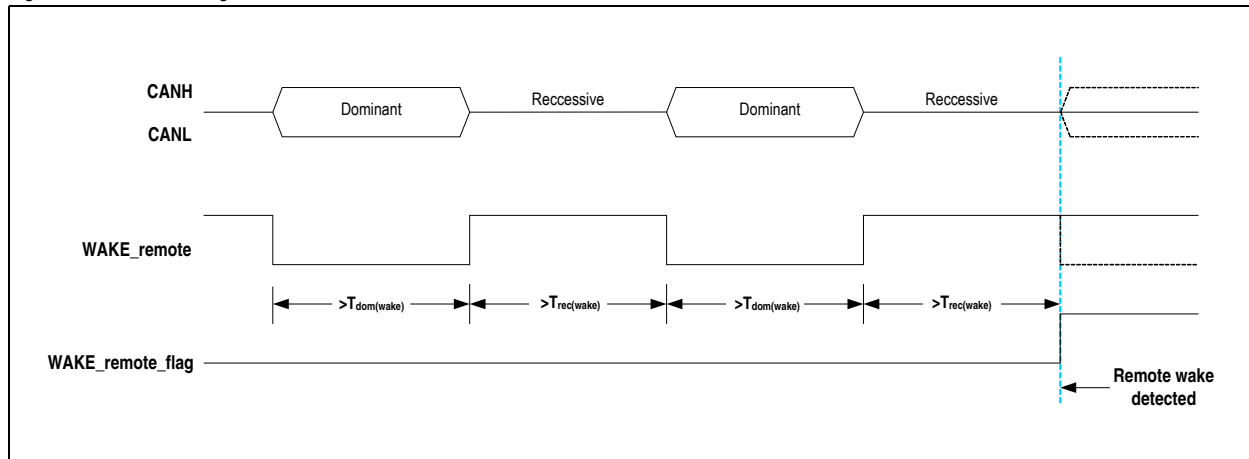 CANH
CANL
Dominant
Reccessive
Dominant
Reccessive
WAKE_remote
>Tdom(wake)
>Trec(wake)
>Tdom(wake)
>Trec(wake)
WAKE_remote_flag
Remote wake
detected